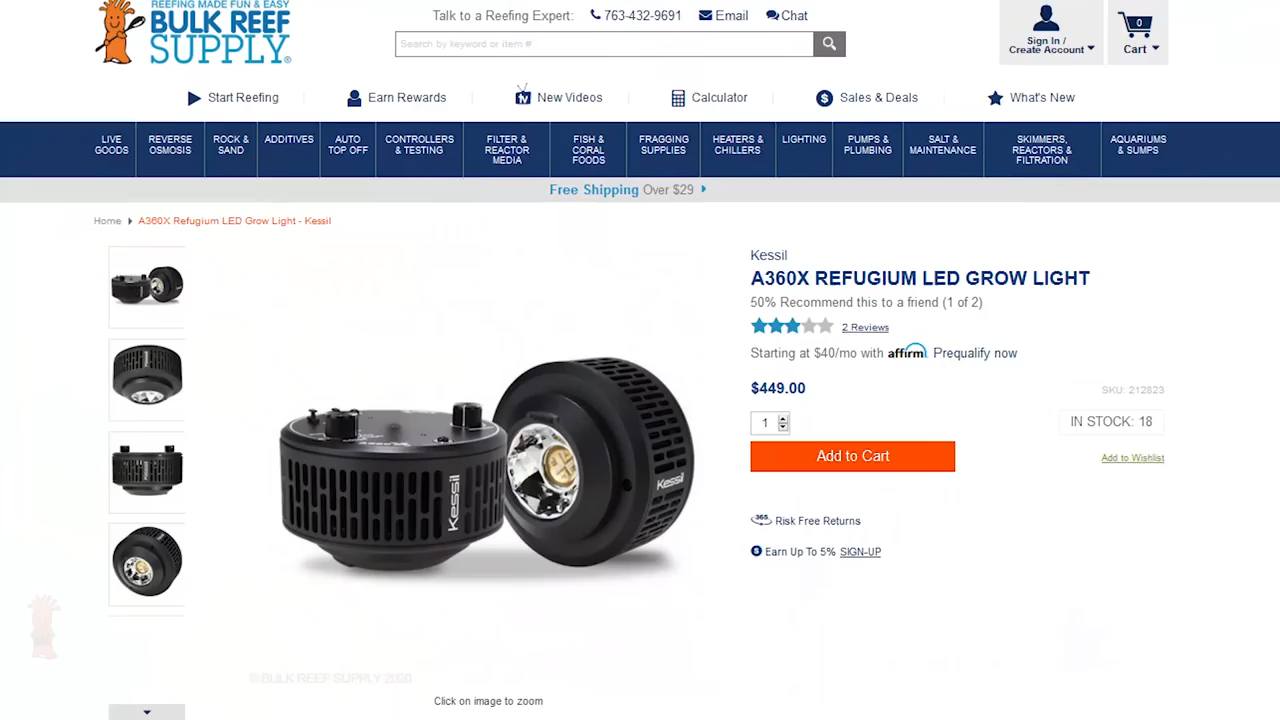 REEFING MADE FUN & EASY
BULK REEF
SUPPLY
Talk to a Reefing Expert: 763-432-9691 Email Chat
Search by keyword or item #
Sign In /
Create Account
0
Cart
Start Reefing
Earn Rewards
New Videos
Calculator
Sales & Deals
What's New
LIVE
GOODS
REVERSE
OSMOSIS
ROCK &
SAND
ADDITIVES
AUTO
TOP OFF
CONTROLLERS
& TESTING
FILTER &
REACTOR
MEDIA
FISH &
CORAL
FOODS
FRAGGING
SUPPLIES
HEATERS &
CHILLERS
LIGHTING
PUMPS &
PLUMBING
SALT &
MAINTENANCE
SKIMMERS,
REACTORS &
FILTRATION
AQUARIUMS
& SUMPS
Free Shipping Over $29
Home A360X Refugium LED Grow Light - Kessil
Kessil
A360X REFUGIUM LED GROW LIGHT
50% Recommend this to a friend (1 of 2)
2 Reviews
Starting at $40/mo with affirm Prequalify now
$449.00
SKU: 212823
1
IN STOCK: 18
Add to Cart
Add to Wishlist
365 Risk Free Returns
$ Earn Up To 5% SIGN-UP
Kessil
Kessil
© BULK REEF SUPPLY 2020
Click on image to zoom